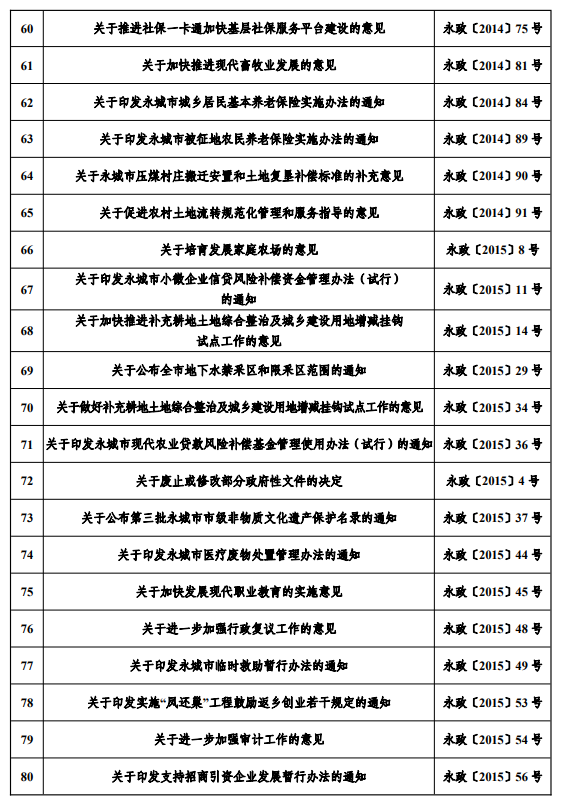 60 关于推进社保一卡通加快基层社保服务平台建设的意见 永政〔2014〕75 号
61 关于加快推进现代畜牧业发展的意见 永政〔2014〕81 号
62 关于印发永城市城乡居民基本养老保险实施办法的通知 永政〔2014〕84 号
63 关于印发永城市被征地农民养老保险实施办法的通知 永政〔2014〕89 号
64 关于永城市压煤村庄搬迁安置和土地复垦补偿标准的补充意见 永政〔2014〕90 号
65 关于促进农村土地流转规范化管理和服务指导的意见 永政〔2014〕91 号
66 关于培育发展家庭农场的意见 永政〔2015〕8 号
67 关于印发永城市小微企业信贷风险补偿资金管理办法（试行） 永政〔2015〕11 号
的通知
68 关于加快推进补充耕地土地综合整治及城乡建设用地增减挂钩 永政〔2015〕14 号
试点工作的意见
69 关于公布全市地下水禁采区和限采区范围的通知 永政〔2015〕29 号
70 关于做好补充耕地土地综合整治及城乡建设用地增减挂钩试点工作的意见 永政〔2015〕34 号
71 关于印发永城市现代农业贷款风险补偿基金管理使用办法（试行）的通知 永政〔2015〕36 号
72 关于废止或修改部分政府性文件的决定 永政〔2015〕4 号
73 关于公布第三批永城市市级非物质文化遗产保护名录的通知 永政〔2015〕37 号
74 关于印发永城市医疗废物处置管理办法的通知 永政〔2015〕44 号
75 关于加快发展现代职业教育的实施意见 永政〔2015〕45 号
76 关于进一步加强行政复议工作的意见 永政〔2015〕48 号
77 关于印发永城市临时救助暂行办法的通知 永政〔2015〕49 号
78 关于印发实施“凤还巢”工程鼓励返乡创业若干规定的通知 永政〔2015〕53 号
79 关于进一步加强审计工作的意见 永政〔2015〕54 号
80 关于印发支持招商引资企业发展暂行办法的通知 永政〔2015〕56 号